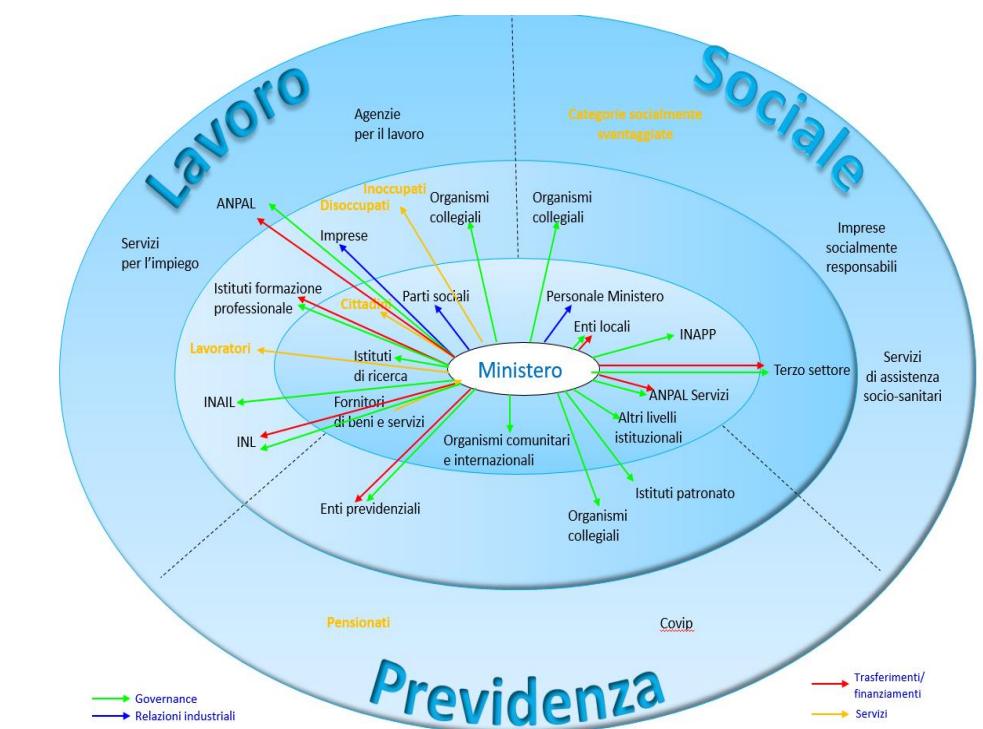 Lavoro
Sociale
Agenzie
per il lavoro
Categorie socialmente
svantaggiate
Inoccupati
Disoccupati
ANPAL
Organismi
collegiali
Organismi
collegiali
Imprese
Servizi
per l'impiego
Imprese
socialmente
responsabili
Istituti formazione
professionale
Cittadini
Parti sociali
Personale Ministero
Enti locali
INAPP
Lavoratori
Istituti
di ricerca
Ministero
Terzo settore
Servizi
di assistenza
socio-sanitari
INAIL
Fornitori
di beni e servizi
ANPAL Servizi
Altri livelli
istituzionali
INL
Organismi comunitari
e internazionali
Istituti patronato
Enti previdenziali
Organismi
collegiali
Pensionati
Covip
Previdenza
Governance
Relazioni industriali
Trasferimenti/
finanziamenti
Servizi